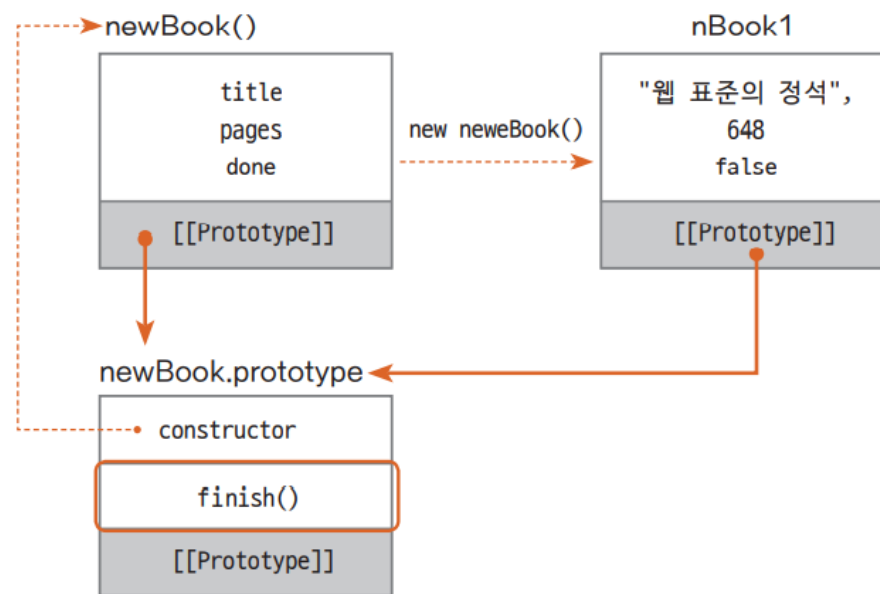 newBook()
title
pages
done
[[Prototype]]
new neweBook()
nBook1
"웹 표준의 정석",
648
false
[[Prototype]]
newBook.prototype
constructor
finish()
[[Prototype]]